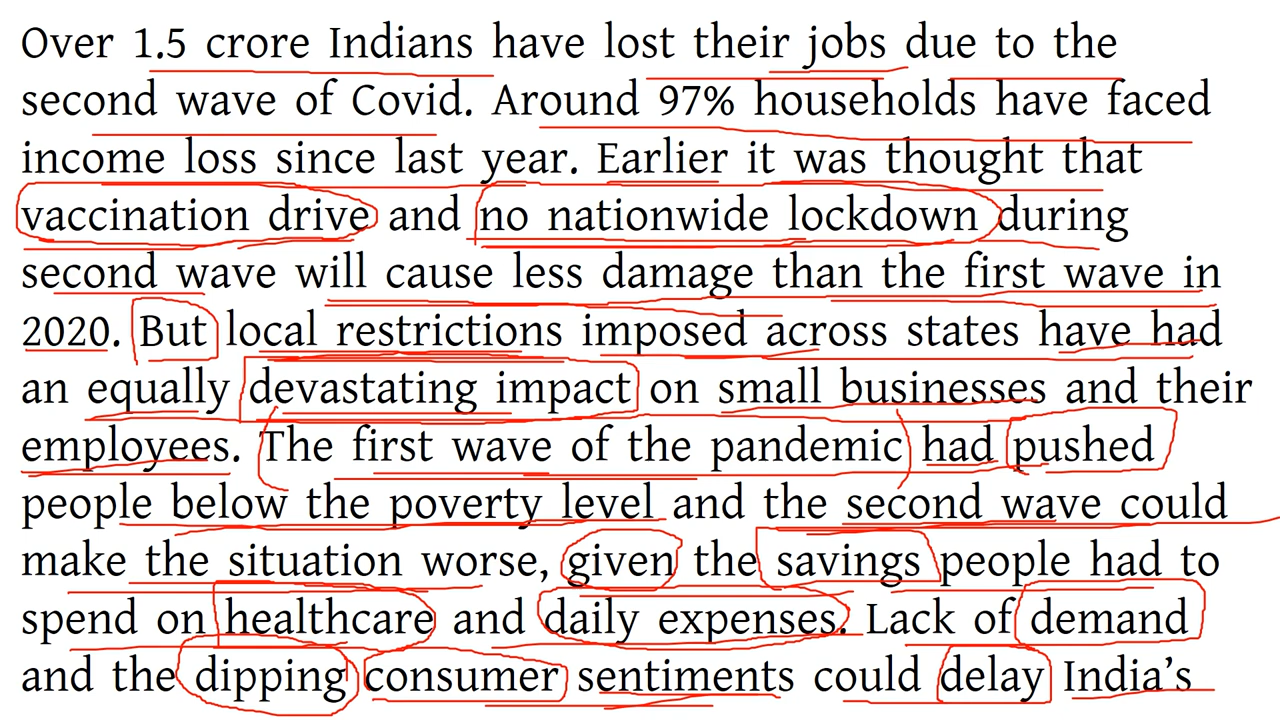 Over 1.5 crore Indians have lost their jobs due to the
second wave of Covid. Around 97% households have faced
income loss since last year. Earlier it was thought that
vaccination drive and no nationwide lockdown during
second wave will cause less damage than the first wave in
2020. But local restrictions imposed across states have had
an equally devastating impact on small businesses and their
employees. The first wave of the pandemic had pushed
people below the poverty level and the second wave could
make the situation worse, given the savings people had to
spend on healthcare and daily expenses. Lack of demand
and the dipping consumer sentiments could delay India’s